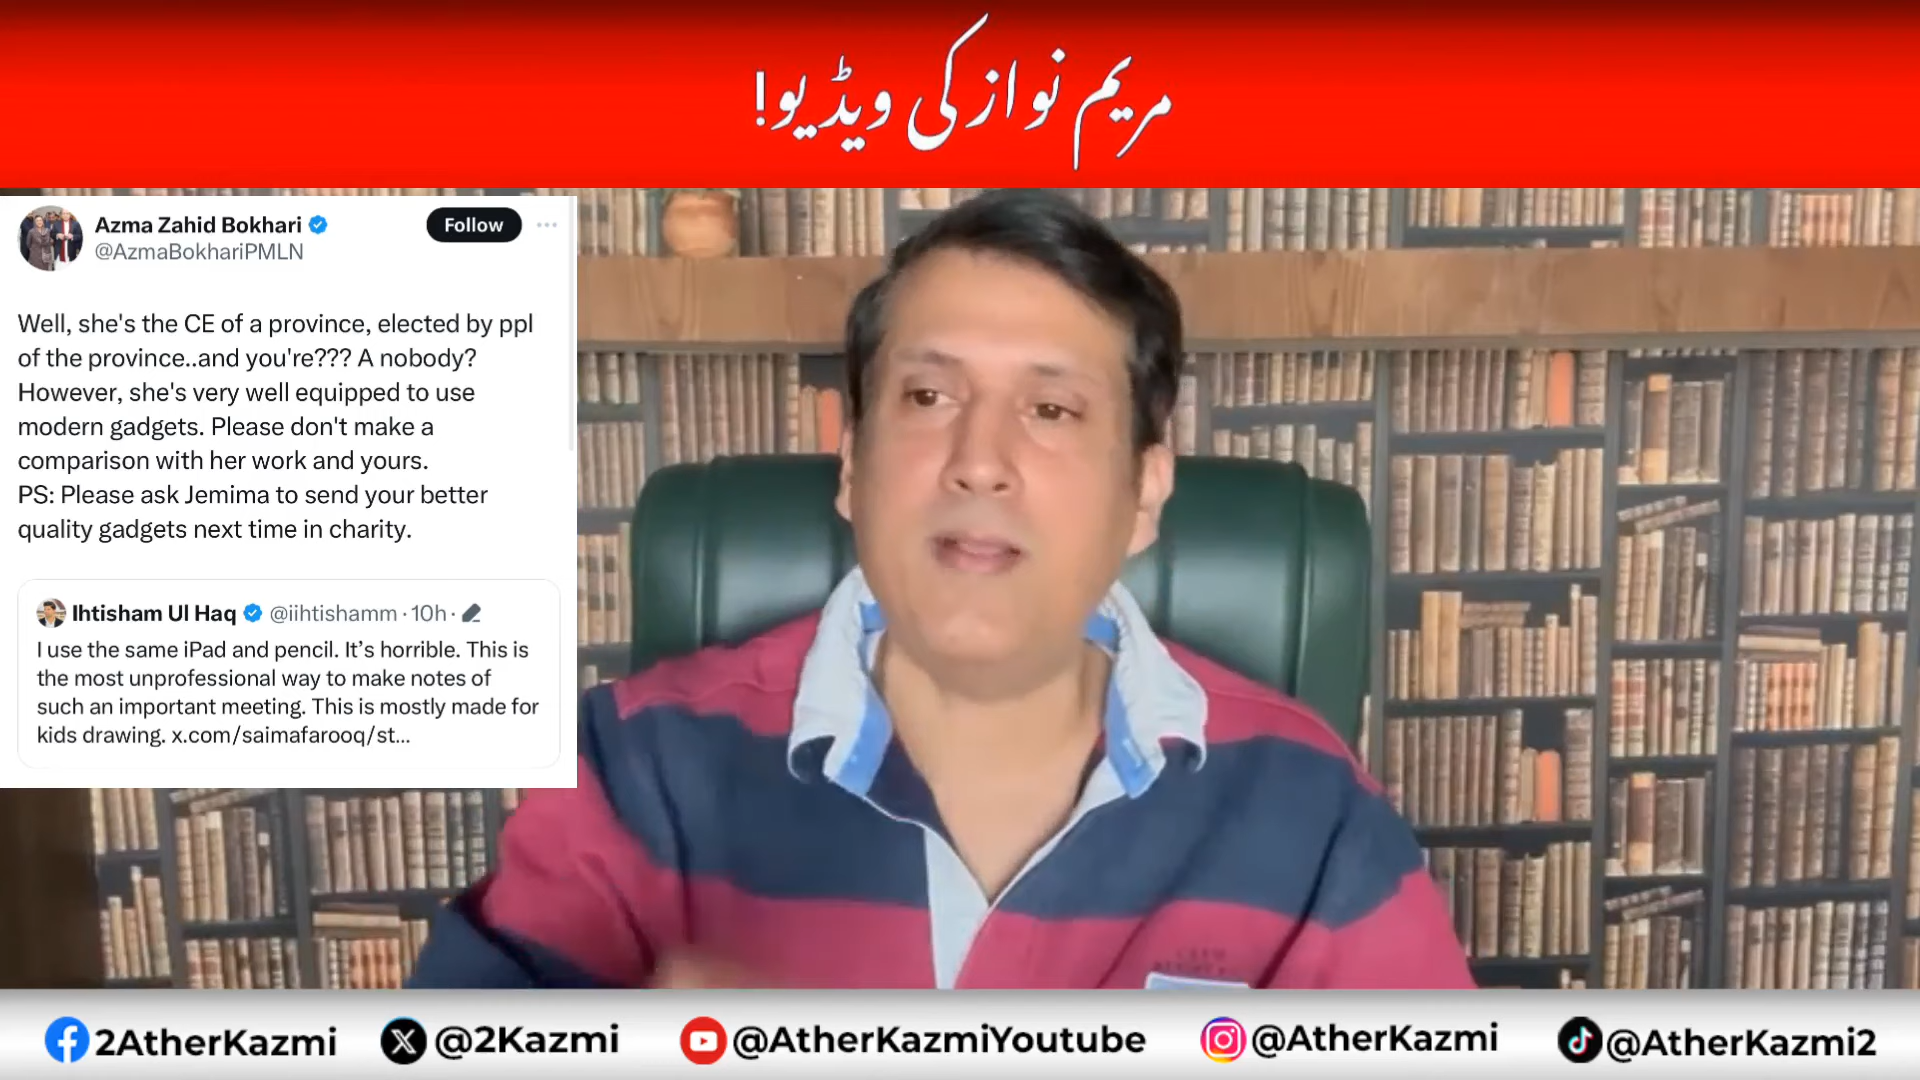 مریم نواز کی ویڈیو!
Azma Zahid Bokhari
Follow
@AzmaBokhariPMLN
Well, she's the CE of a province, elected by ppl
of the province..and you're??? A nobody?
However, she's very well equipped to use
modern gadgets. Please don't make a
comparison with her work and yours.
PS: Please ask Jemima to send your better
quality gadgets next time in charity.
Ihtisham Ul Haq @iihtishamm · 10h ·
I use the same iPad and pencil. It’s horrible. This is
the most unprofessional way to make notes of
such an important meeting. This is mostly made for
kids drawing. x.com/saimafarooq/st...
2AtherKazmi @2Kazmi @AtherKazmiYoutube @AtherKazmi @AtherKazmi2